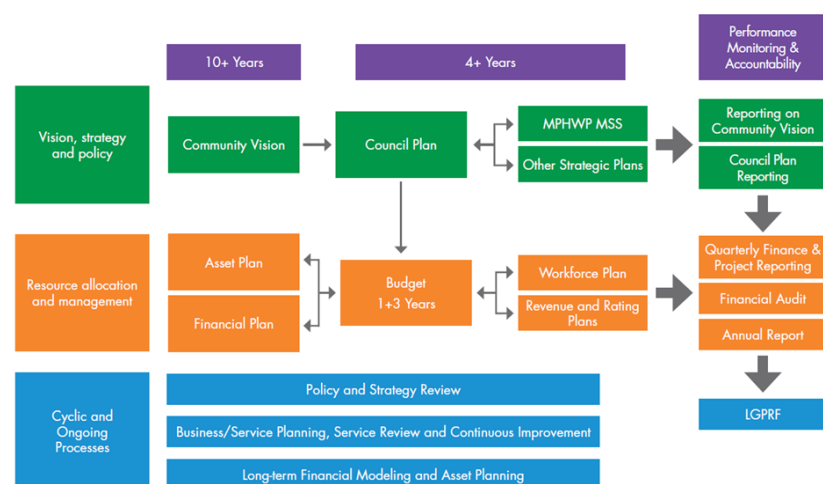 10+ Years
4+ Years
Performance
Monitoring &
Accountability
Vision, strategy
and policy
Community Vision
Council Plan
MPHWP MSS
Other Strategic Plans
Reporting on
Community Vision
Council Plan
Reporting
Resource allocation
and management
Asset Plan
Financial Plan
Budget
1+3 Years
Workforce Plan
Revenue and Rating
Plans
Quarterly Finance &
Project Reporting
Financial Audit
Annual Report
Cyclic and
Ongoing
Processes
Policy and Strategy Review
Business/Service Planning, Service Review and Continuous Improvement
Long-term Financial Modeling and Asset Planning
LGPRF